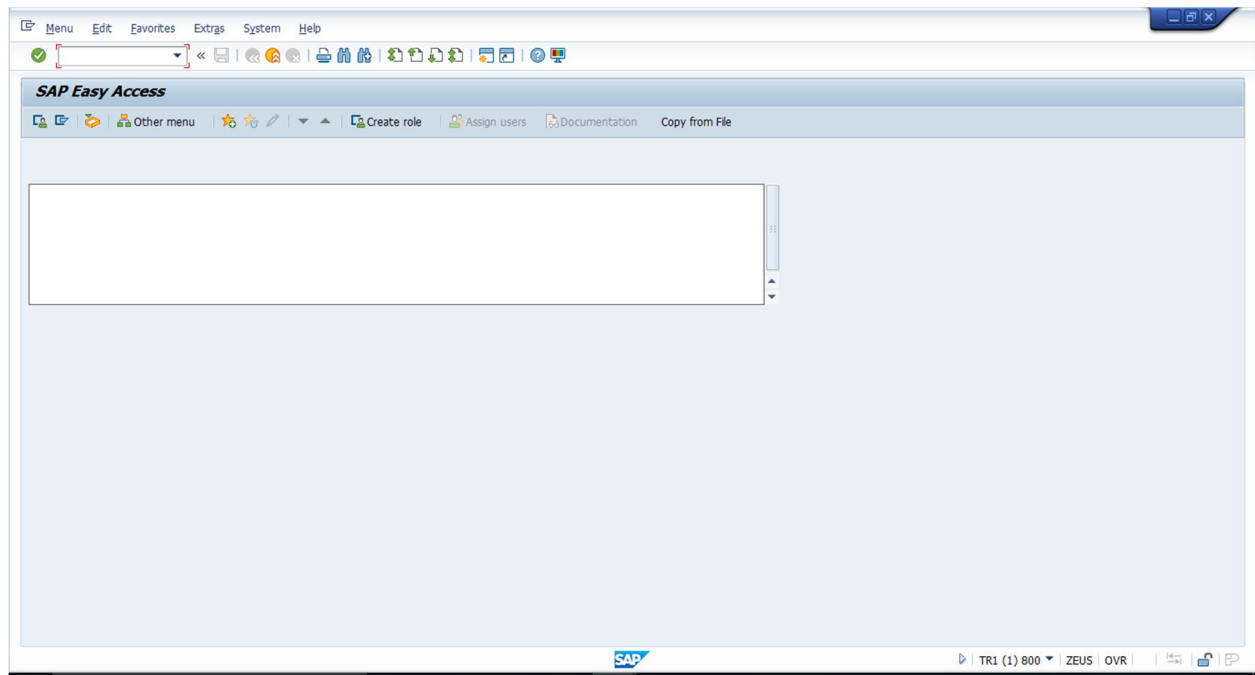 Menu Edit Favorites Extras System Help
SAP Easy Access
Other menu Create role Assign users Documentation Copy from File
SAP TR1 (1) 800 ZEUS OVR